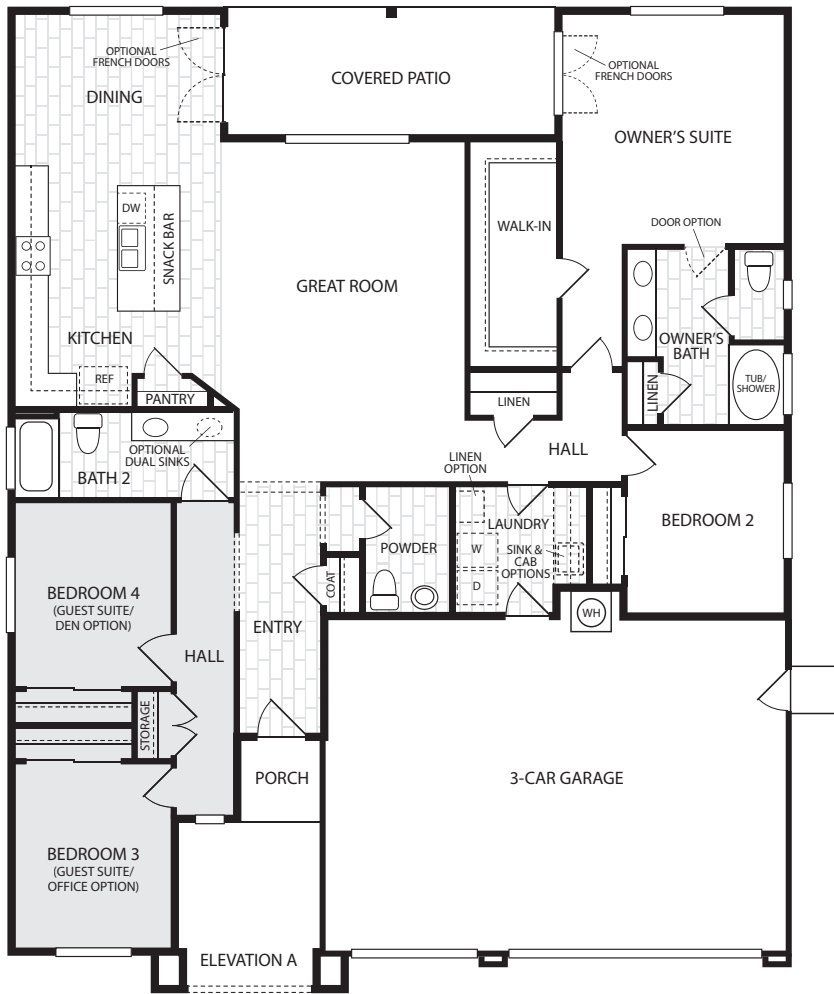 OPTIONAL
FRENCH DOORS
DINING
COVERED PATIO
OPTIONAL
FRENCH DOORS
OWNER'S SUITE
DW
SNACK BAR
WALK-IN
DOOR OPTION
GREAT ROOM
KITCHEN
OWNER'S
BATH
REF
PANTRY
LINEN
LINEN
TUB/
SHOWER
OPTIONAL
DUAL SINKS
BATH 2
HALL
LINEN
OPTION
LAUNDRY
BEDROOM 2
POWDER
W
SINK &
CAB
OPTIONS
D
COAT
BEDROOM 4
(GUEST SUITE/
DEN OPTION)
WH
ENTRY
HALL
STORAGE
PORCH
3-CAR GARAGE
BEDROOM 3
(GUEST SUITE/
OFFICE OPTION)
ELEVATION A